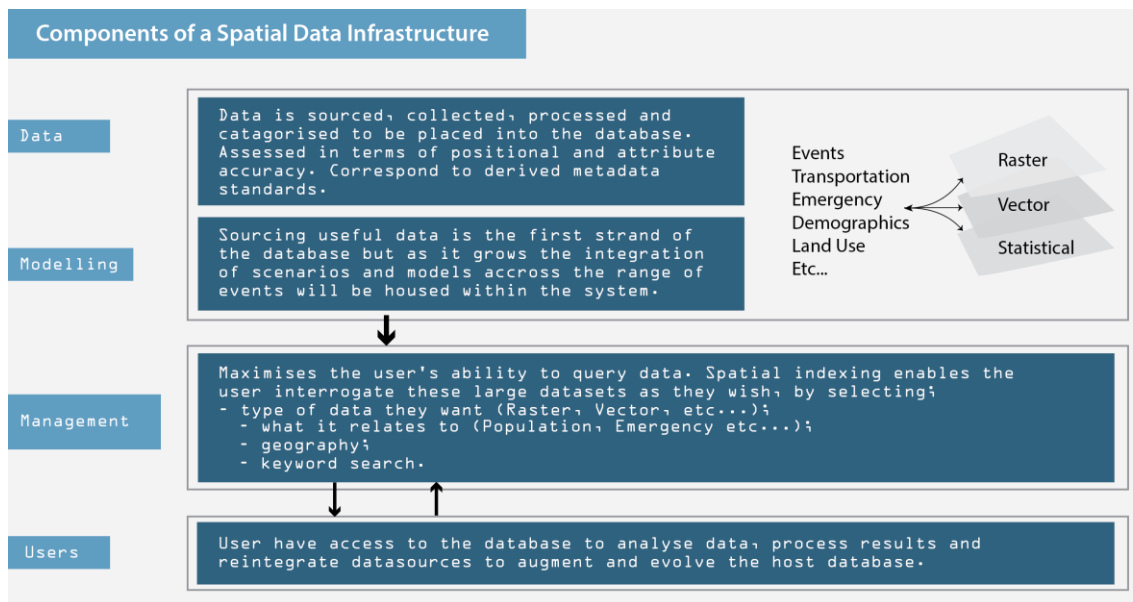 Components of a Spatial Data Infrastructure
Data
Data is sourced, collected, processed and
catagorised to be placed into the database.
Assessed in terms of positional and attribute
accuracy. Correspond to derived metadata
standards.
Events
Transportation
Emergency
Demographics
Land Use
Etc...
Raster
Vector
Statistical
Modelling
Sourcing useful data is the first strand of
the database but as it grows the integration
of scenarios and models accross the range of
events will be housed within the system.
Management
Maximises the user's ability to query data. Spatial indexing enables the
user interrogate these large datasets as they wish, by selecting;
- type of data they want (Raster, Vector, etc...);
- what it relates to (Population, Emergency etc...);
- geography;
- keyword search.
Users
User have access to the database to analyse data, process results and
reintegrate datasources to augment and evolve the host database.